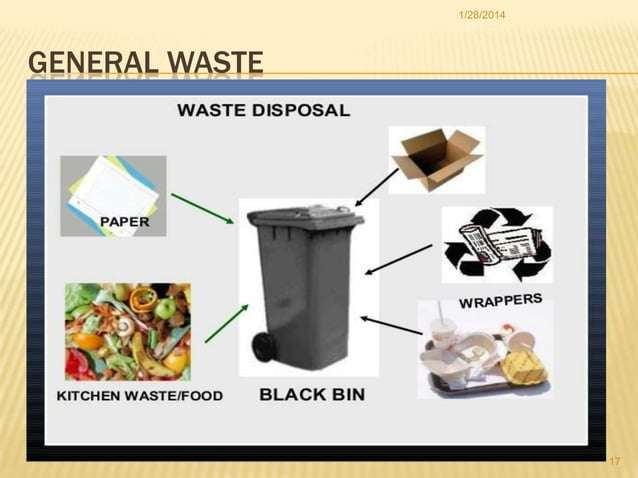 1/28/2014
GENERAL WASTE
WASTE DISPOSAL
PAPER
WRAPPERS
KITCHEN WASTE/FOOD
BLACK BIN
17